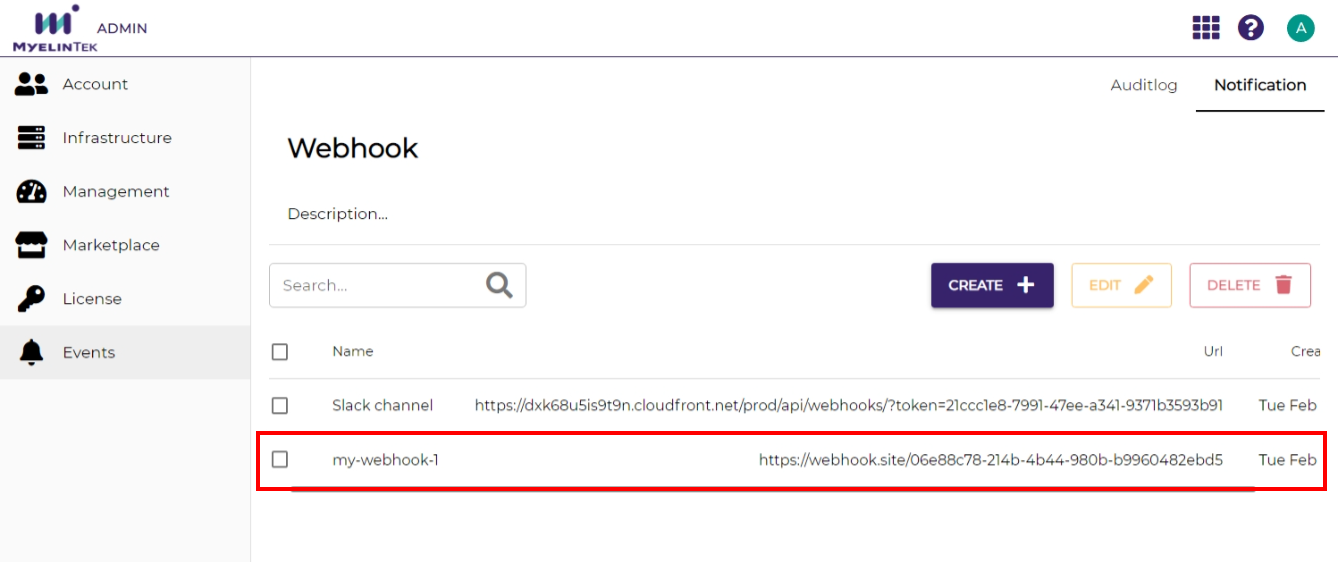 MYELINTEK ADMIN
A
Account
Infrastructure
Management
Marketplace
License
Events
Auditlog Notification
Webhook
Description...
Search... CREATE EDIT DELETE
Name Url Crea
Slack channel https://dxk68u5is9t9n.cloudfront.net/prod/api/webhooks/?token=21ccc1e8-7991-47ee-a341-9371b3593b91 Tue Feb
my-webhook-1 https://webhook.site/06e88c78-214b-4b44-980b-b9960482ebd5 Tue Feb